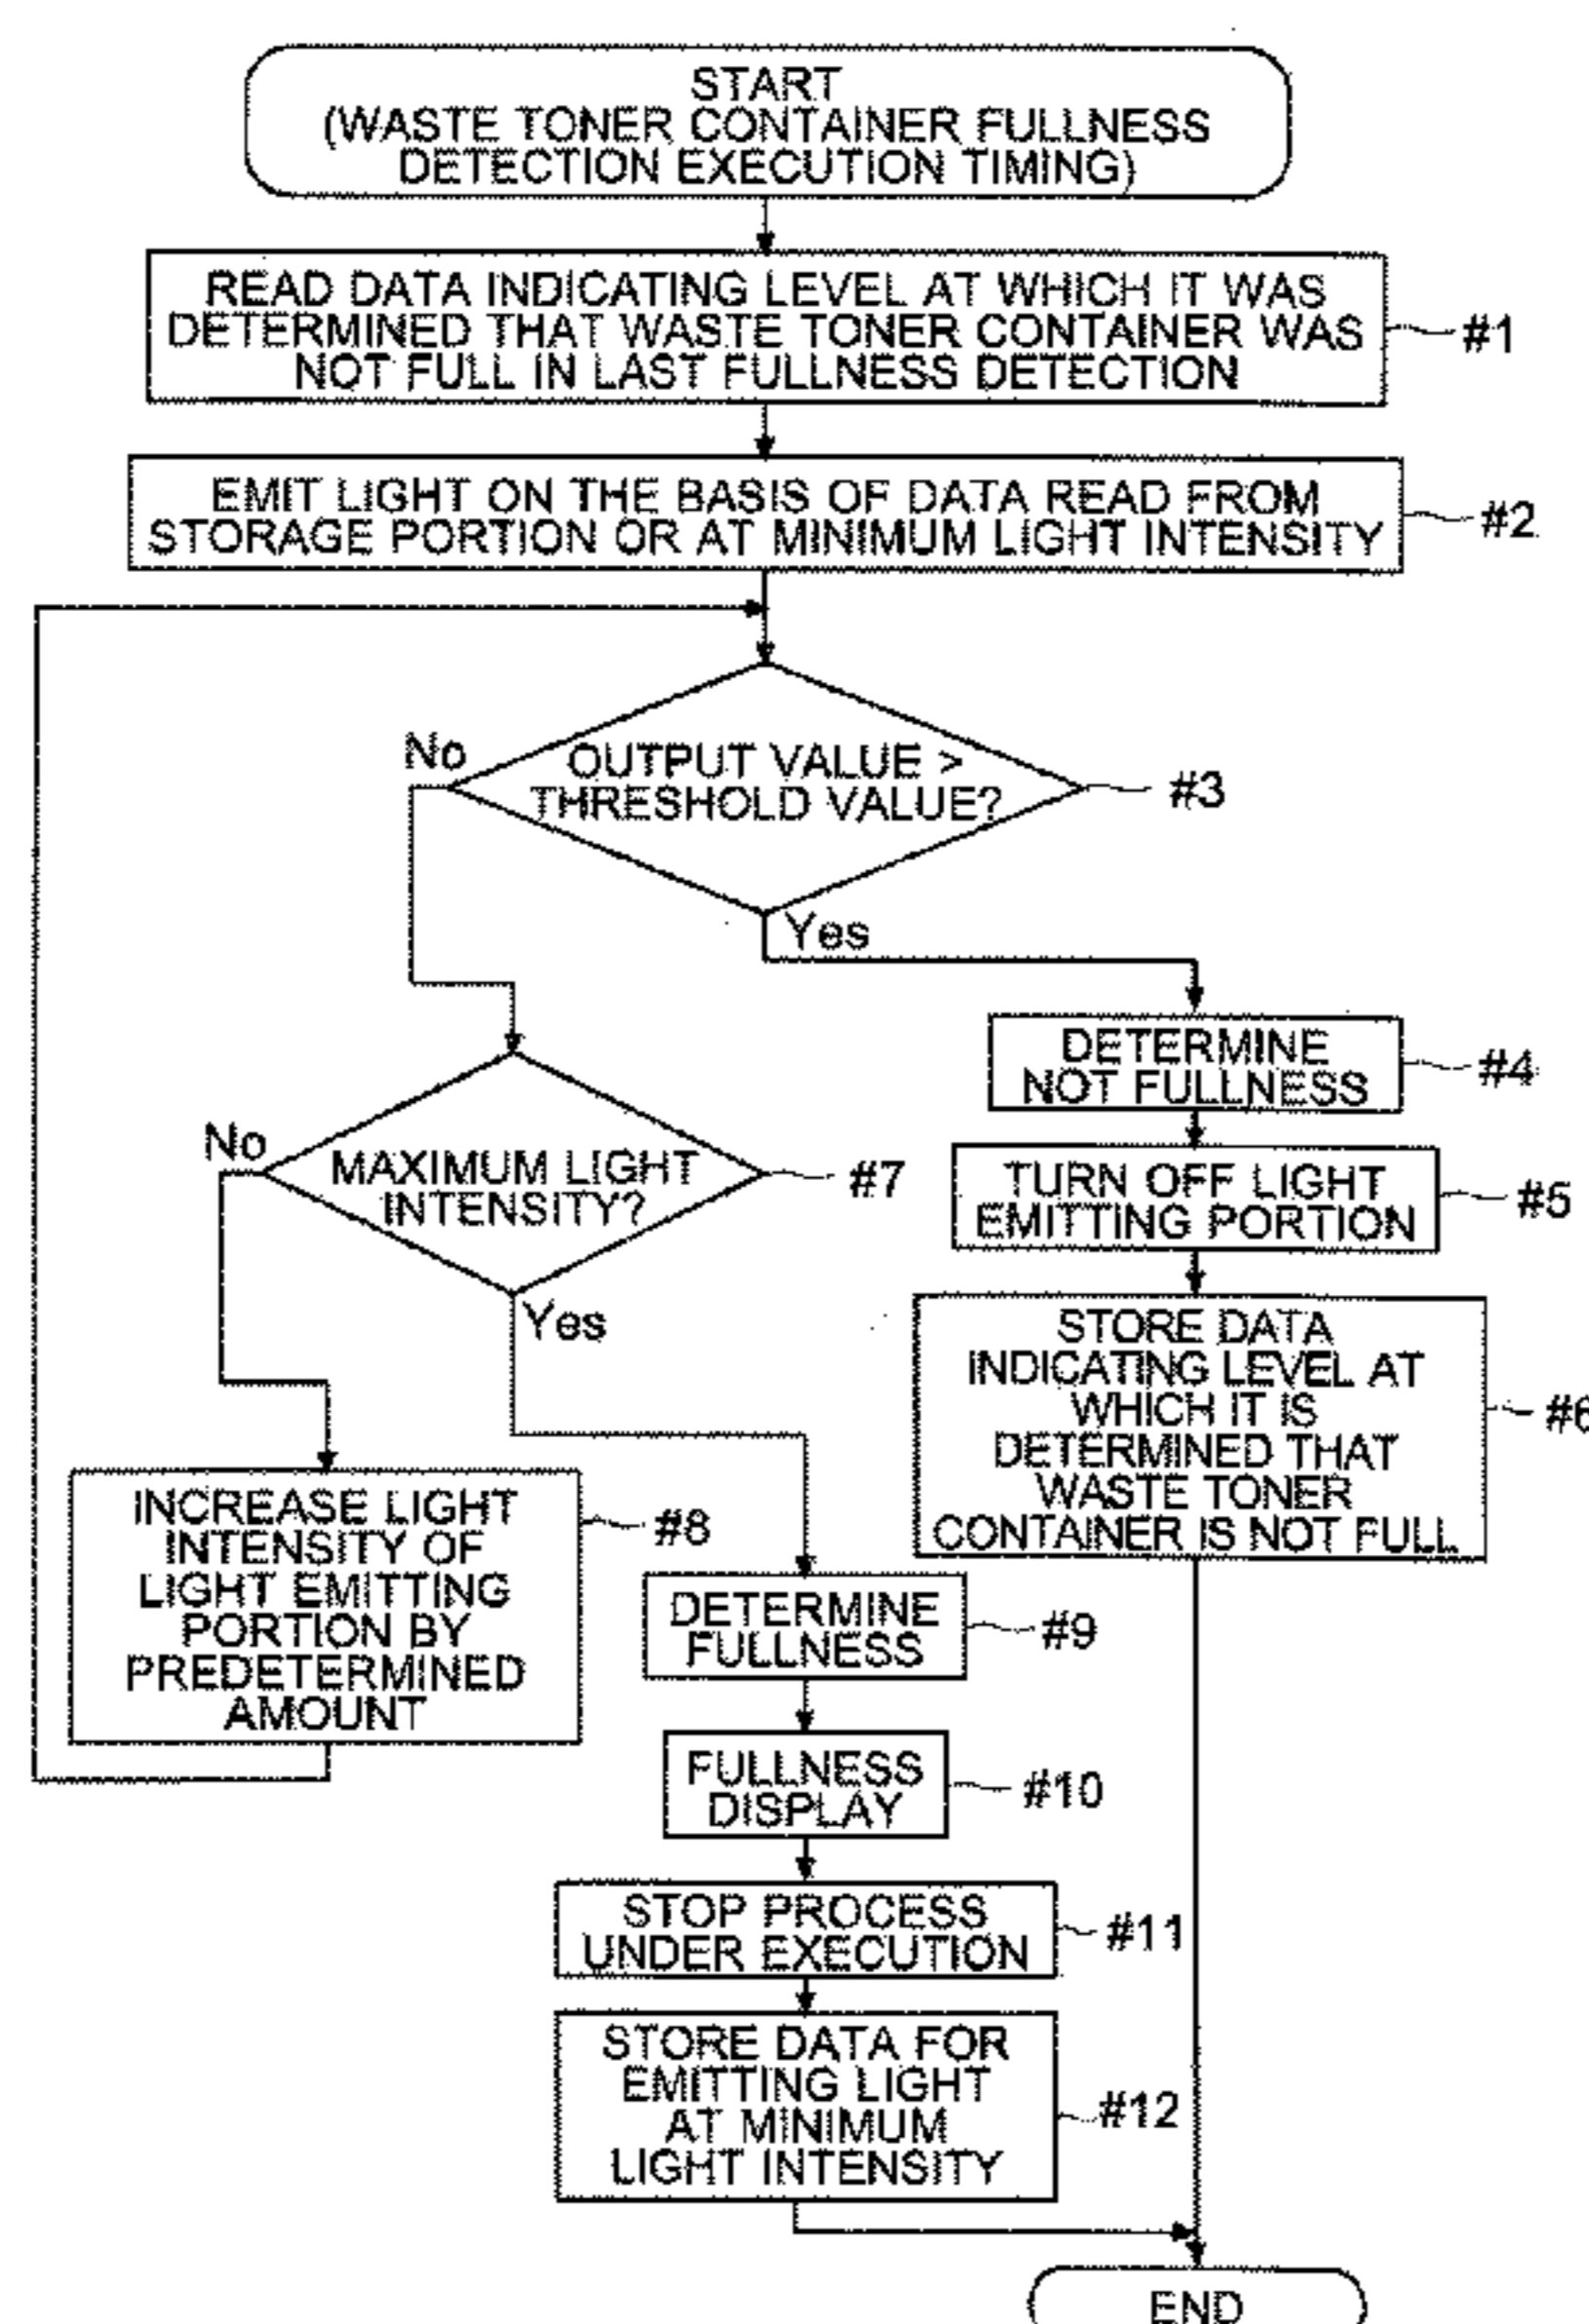 START
(WASTE TONER CONTAINER FULLNESS
DETECTION EXECUTION TIMING)
READ DATA INDICATING LEVEL AT WHICH IT WAS
DETERMINED THAT WASTE TONER CONTAINER WAS
NOT FULL IN LAST FULLNESS DETECTION
#1
EMIT LIGHT ON THE BASIS OF DATA READ FROM
STORAGE PORTION OR AT MINIMUM LIGHT INTENSITY
#2
No
OUTPUT VALUE >
THRESHOLD VALUE?
#3
Yes
DETERMINE
NOT FULLNESS
#4
TURN OFF LIGHT
EMITTING PORTION
#5
STORE DATA
INDICATING LEVEL AT
WHICH IT IS
DETERMINED THAT
WASTE TONER
CONTAINER IS NOT FULL
#6
No
MAXIMUM LIGHT
INTENSITY?
#7
Yes
INCREASE LIGHT
INTENSITY OF
LIGHT EMITTING
PORTION BY
PREDETERMINED
AMOUNT
#8
DETERMINE
FULLNESS
#9
FULLNESS
DISPLAY
#10
STOP PROCESS
UNDER EXECUTION
#11
STORE DATA FOR
EMITTING LIGHT
AT MINIMUM
LIGHT INTENSITY
#12
END